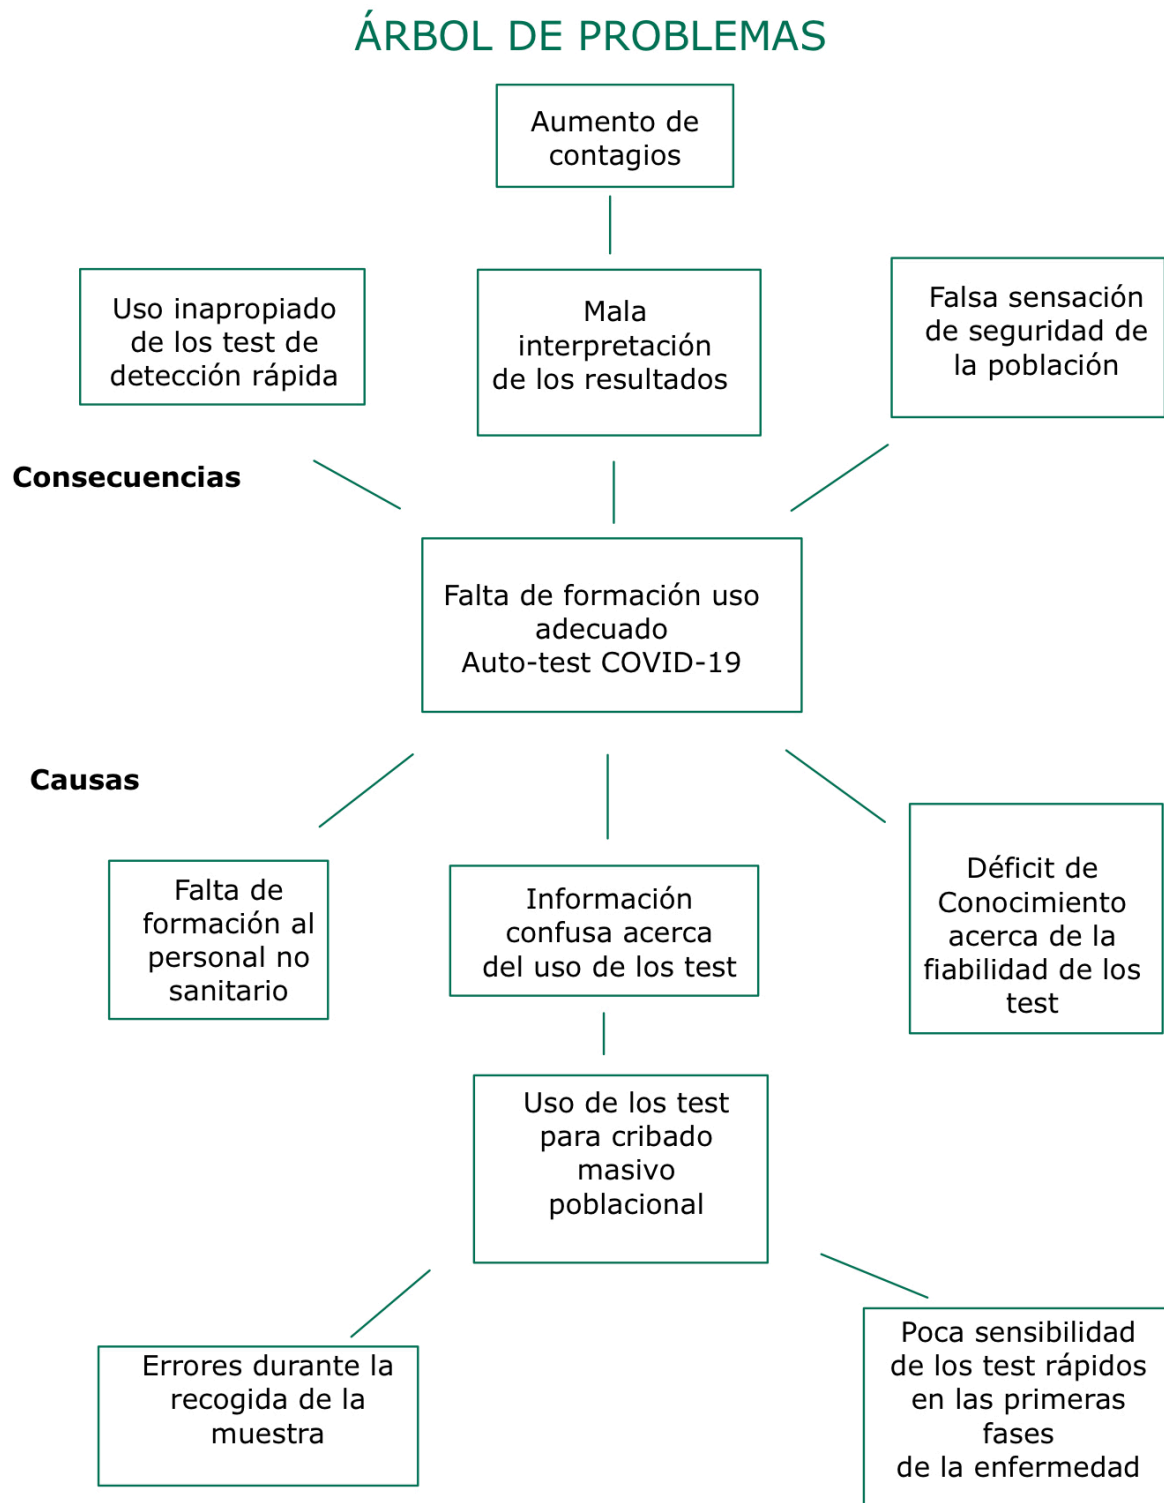 ÁRBOL DE PROBLEMAS
Aumento de
contagios
Uso inapropiado
de los test de
detección rápida
Mala
interpretación
de los resultados
Falsa sensación
de seguridad de
la población
Consecuencias
Falta de formación uso
adecuado
Auto-test COVID-19
Causas
Falta de
formación al
personal no
sanitario
Información
confusa acerca
del uso de los test
Déficit de
Conocimiento
acerca de la
fiabilidad de los
test
Uso de los test
para cribado
masivo
poblacional
Errores durante la
recogida de la
muestra
Poca sensibilidad
de los test rápidos
en las primeras
fases
de la enfermedad